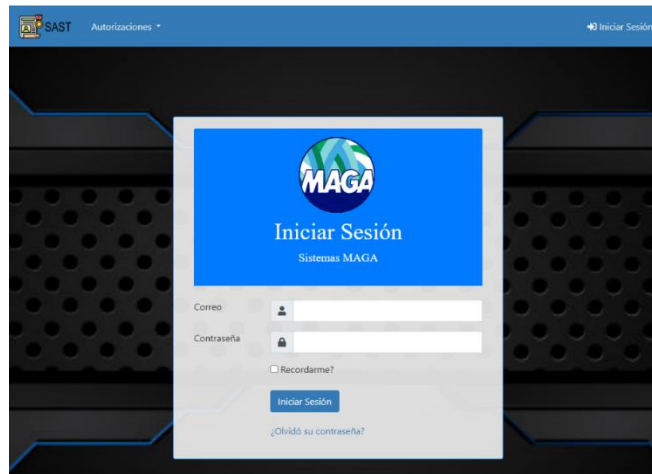 SAST Autorizaciones Iniciar Sesión
MAGA
Iniciar Sesión
Sistemas MAGA
Correo
Contraseña
Recordarme?
Iniciar Sesión
¿Olvidó su contraseña?